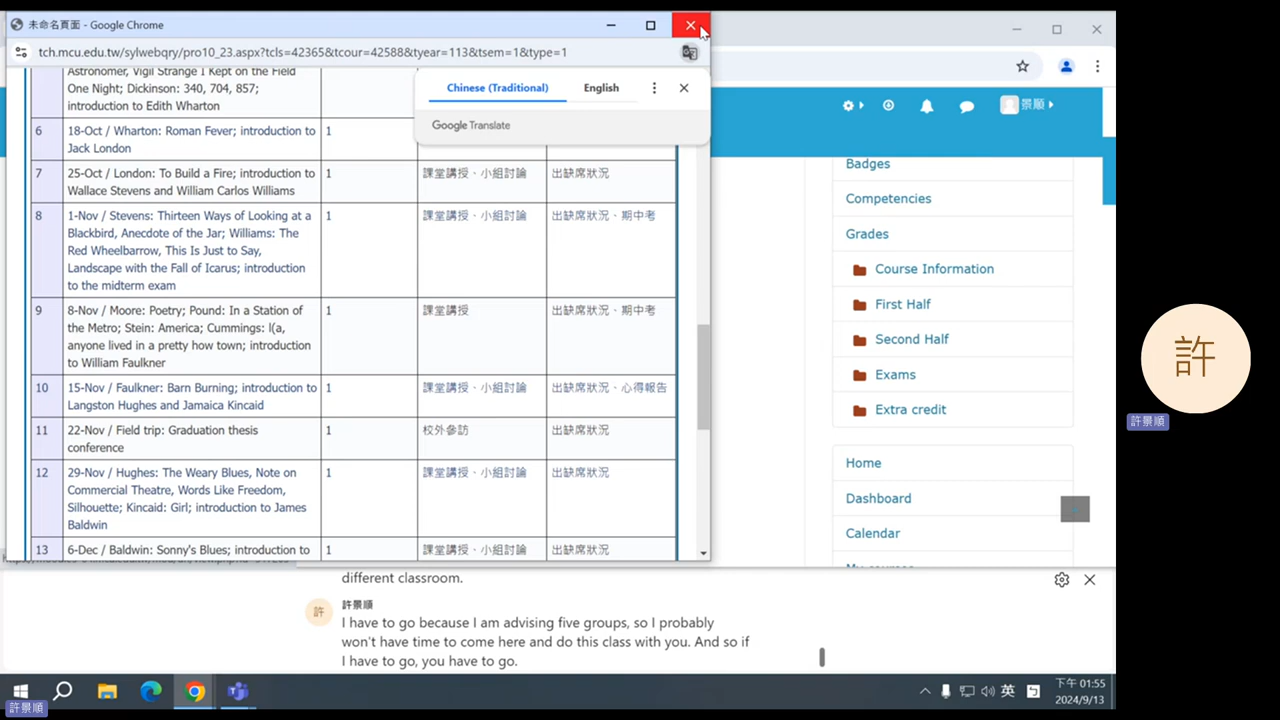 未命名頁面 - Google Chrome
tch.mcu.edu.tw/sylwebqry/pro10_23.aspx?tcls=42365&tcour=42588&tyear=113&tsem=1&type=1
Chinese (Traditional)
English
Google Translate
Astronomer, Vigil Strange I Kept on the Field
One Night; Dickinson: 340, 704, 857;
introduction to Edith Wharton
6
18-Oct / Wharton: Roman Fever; introduction to
Jack London
1
7
25-Oct / London: To Build a Fire; introduction to
Wallace Stevens and William Carlos Williams
1
課堂講授、小組討論
出缺席狀況
8
1-Nov / Stevens: Thirteen Ways of Looking at a
Blackbird, Anecdote of the Jar; Williams: The
Red Wheelbarrow, This Is Just to Say,
Landscape with the Fall of Icarus; introduction
to the midterm exam
1
課堂講授、小組討論
出缺席狀況、期中考
9
8-Nov / Moore: Poetry; Pound: In a Station of
the Metro; Stein: America; Cummings: l(a,
anyone lived in a pretty how town; introduction
to William Faulkner
1
課堂講授
出缺席狀況、期中考
10
15-Nov / Faulkner: Barn Burning; introduction to
Langston Hughes and Jamaica Kincaid
1
課堂講授、小組討論
出缺席狀況、心得報告
11
22-Nov / Field trip: Graduation thesis
conference
1
校外參訪
出缺席狀況
12
29-Nov / Hughes: The Weary Blues, Note on
Commercial Theatre, Words Like Freedom,
Silhouette; Kincaid: Girl; introduction to James
Baldwin
1
課堂講授、小組討論
出缺席狀況
13
6-Dec / Baldwin: Sonny's Blues; introduction to
1
課堂講授、小組討論
出缺席狀況
景順
Badges
Competencies
Grades
Course Information
First Half
Second Half
Exams
Extra credit
Home
Dashboard
Calendar
different classroom.
許
許景順
I have to go because I am advising five groups, so I probably
won't have time to come here and do this class with you. And so if
I have to go, you have to go.
英
下午 01:55
2024/9/13
許景順
許
許景順